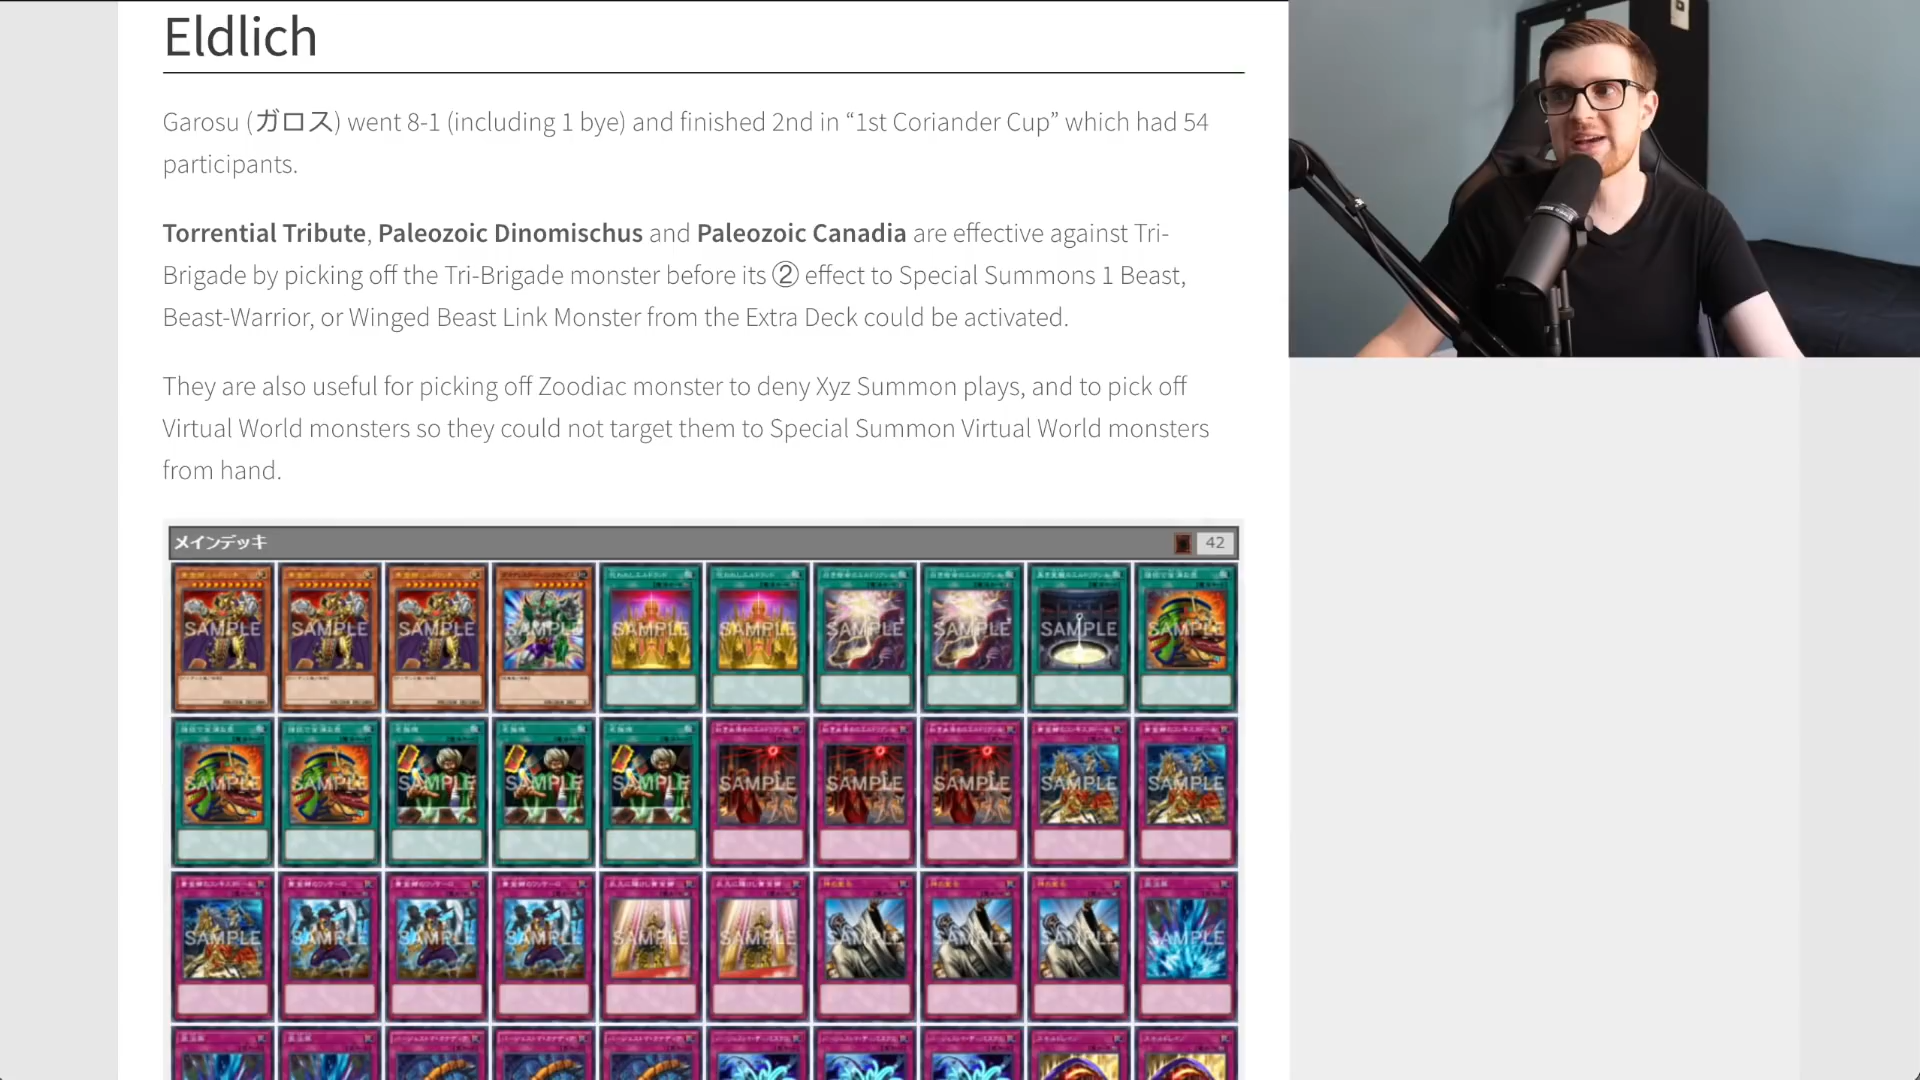 Eldlich
Garosu (ガロス) went 8-1 (including 1 bye) and finished 2nd in “1st Coriander Cup” which had 54
participants.
Torrential Tribute, Paleozoic Dinomischus and Paleozoic Canadia are effective against Tri-
Brigade by picking off the Tri-Brigade monster before its ② effect to Special Summons 1 Beast,
Beast-Warrior, or Winged Beast Link Monster from the Extra Deck could be activated.
They are also useful for picking off Zoodiac monster to deny Xyz Summon plays, and to pick off
Virtual World monsters so they could not target them to Special Summon Virtual World monsters
from hand.
メインデッキ 42
SAMPLE SAMPLE SAMPLE SAMPLE SAMPLE SAMPLE SAMPLE SAMPLE SAMPLE SAMPLE
SAMPLE SAMPLE SAMPLE SAMPLE SAMPLE SAMPLE SAMPLE SAMPLE SAMPLE SAMPLE
SAMPLE SAMPLE SAMPLE SAMPLE SAMPLE SAMPLE SAMPLE SAMPLE SAMPLE SAMPLE